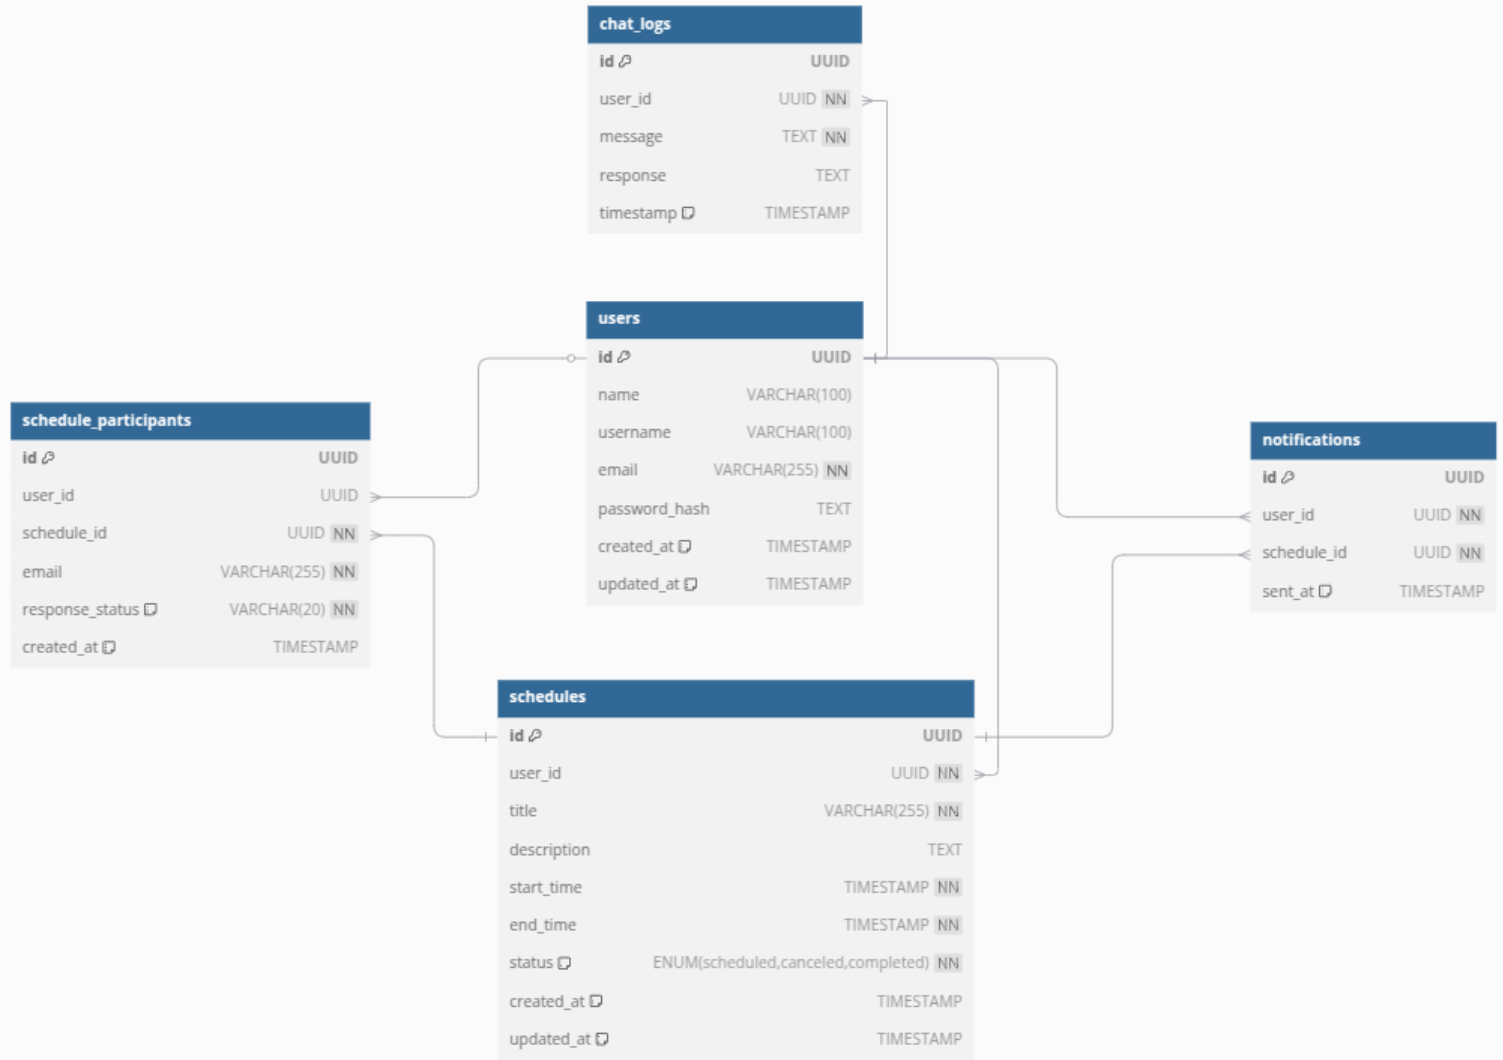 chat_logs
id UUID
user_id UUID NN
message TEXT NN
response TEXT
timestamp TIMESTAMP
users
id UUID
name VARCHAR(100)
username VARCHAR(100)
email VARCHAR(255) NN
password_hash TEXT
created_at TIMESTAMP
updated_at TIMESTAMP
schedule_participants
id UUID
user_id UUID
schedule_id UUID NN
email VARCHAR(255) NN
response_status VARCHAR(20) NN
created_at TIMESTAMP
notifications
id UUID
user_id UUID NN
schedule_id UUID NN
sent_at TIMESTAMP
schedules
id UUID
user_id UUID NN
title VARCHAR(255) NN
description TEXT
start_time TIMESTAMP NN
end_time TIMESTAMP NN
status ENUM(scheduled,canceled,completed) NN
created_at TIMESTAMP
updated_at TIMESTAMP